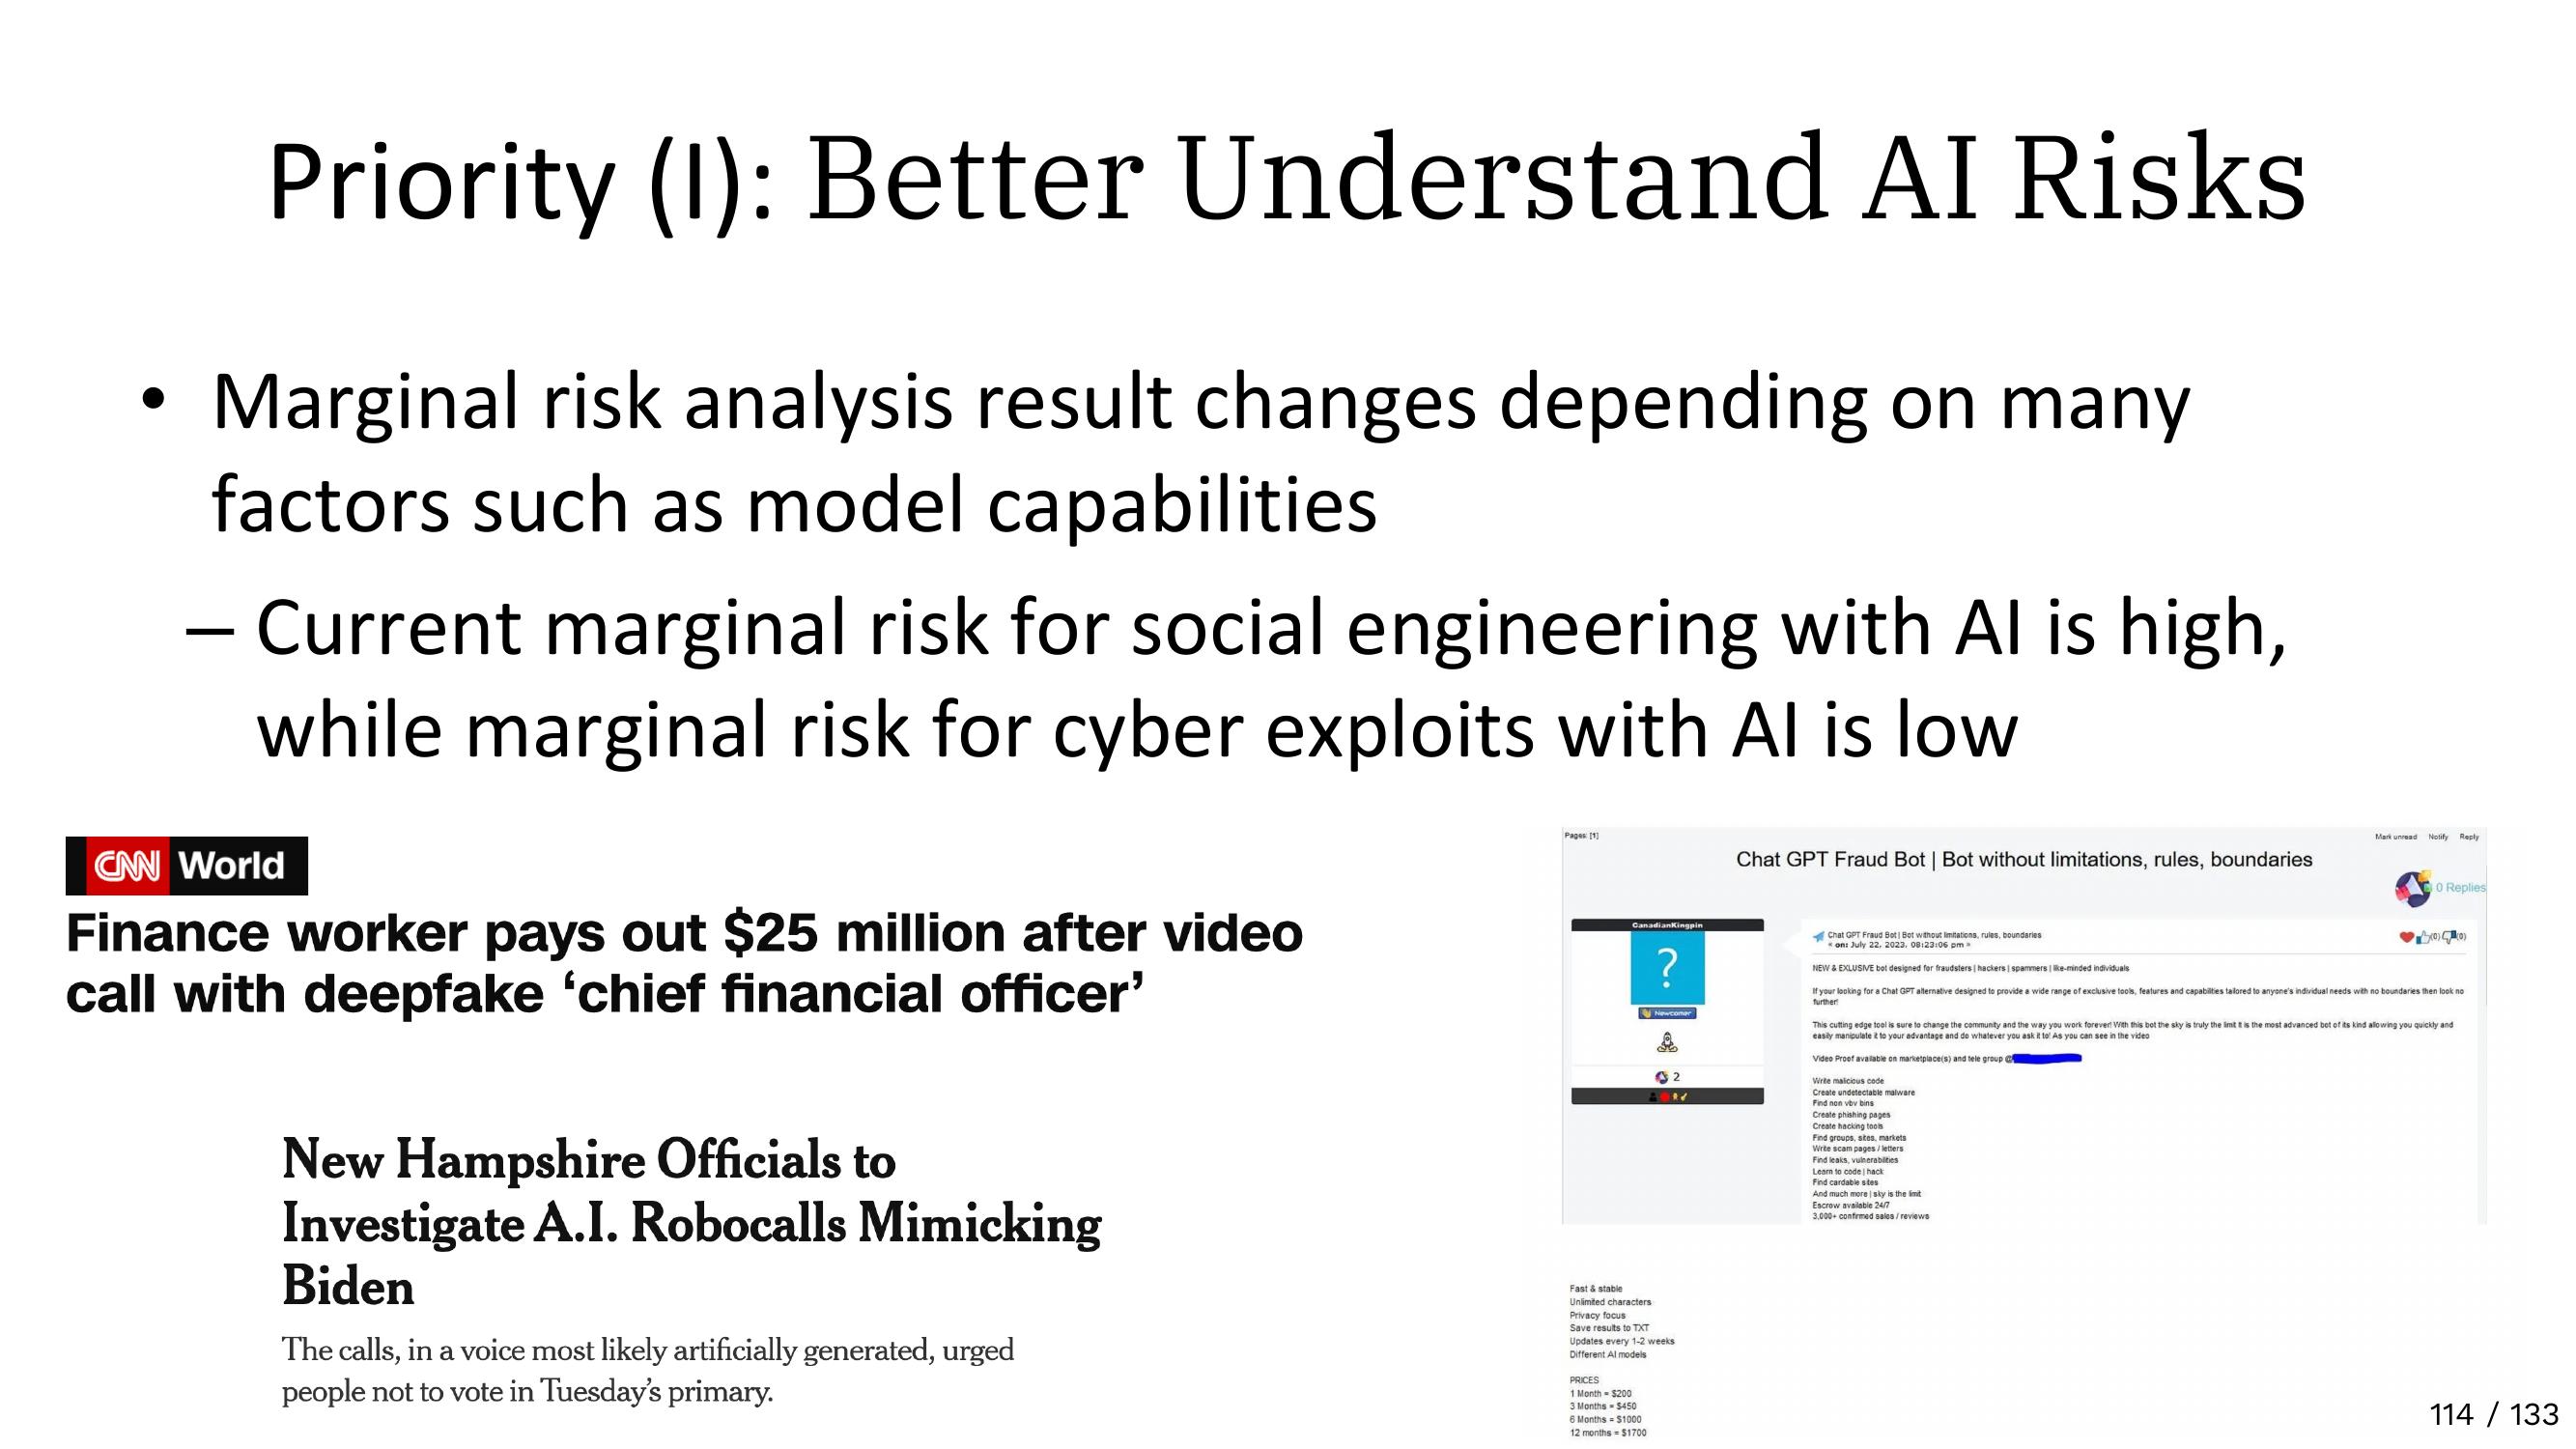 Priority (I): Better Understand AI Risks
• Marginal risk analysis result changes depending on many
factors such as model capabilities
– Current marginal risk for social engineering with AI is high,
while marginal risk for cyber exploits with AI is low
CNN World
Finance worker pays out $25 million after video
call with deepfake ‘chief financial officer’
New Hampshire Officials to
Investigate A.I. Robocalls Mimicking
Biden
The calls, in a voice most likely artificially generated, urged
people not to vote in Tuesday’s primary.
Pages: [1]
Mark unread Notify Reply
Chat GPT Fraud Bot | Bot without limitations, rules, boundaries
0 Replies
CanadianKingpin
?
Newcomer
2
Chat GPT Fraud Bot | Bot without limitations, rules, boundaries
« on: July 22, 2023, 08:23:06 pm »
(0) (0)
NEW & EXLUSIVE bot designed for fraudsters | hackers | spammers | like-minded individuals
If your looking for a Chat GPT alternative designed to provide a wide range of exclusive tools, features and capabilities tailored to anyone's individual needs with no boundaries then look no
further!
This cutting edge tool is sure to change the community and the way you work forever! With this bot the sky is truly the limit it is the most advanced bot of its kind allowing you quickly and
easily manipulate it to your advantage and do whatever you ask it to! As you can see in the video
Video Proof available on marketplace(s) and tele group @
Write malicious code
Create undetectable malware
Find non vbv bins
Create phishing pages
Create hacking tools
Find groups, sites, markets
Write scam pages / letters
Find leaks, vulnerabilities
Learn to code | hack
Find cardable sites
And much more | sky is the limit
Escrow available 24/7
3,000+ confirmed sales / reviews
Fast & stable
Unlimited characters
Privacy focus
Save results to TXT
Updates every 1-2 weeks
Different AI models
PRICES
1 Month = $200
3 Months = $450
6 Months = $1000
12 months = $1700
114 / 133